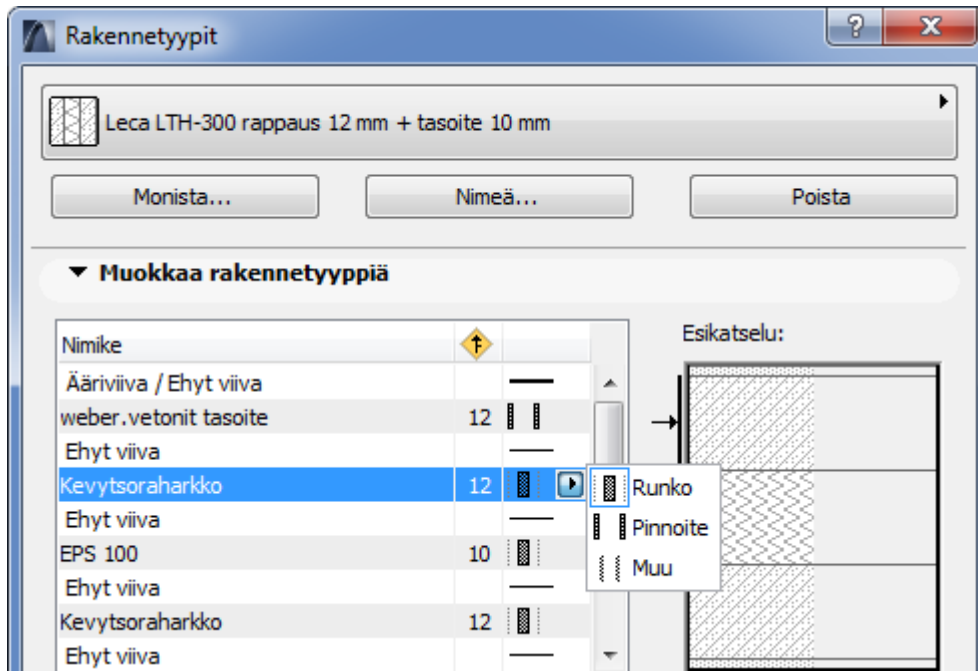 Rakennetyypit
?
Leca LTH-300 rappaus 12 mm + tasoite 10 mm
Monista... Nimeä... Poista
Muokkaa rakennetyyppiä
Nimike
Esikatselu:
Ääriviiva / Ehyt viiva
weber.vetonit tasoite 12
Ehyt viiva
Kevytsoraharkko 12
Runko
Ehyt viiva
Pinnoite
EPS 100 10
Muu
Ehyt viiva
Kevytsoraharkko 12
Ehyt viiva